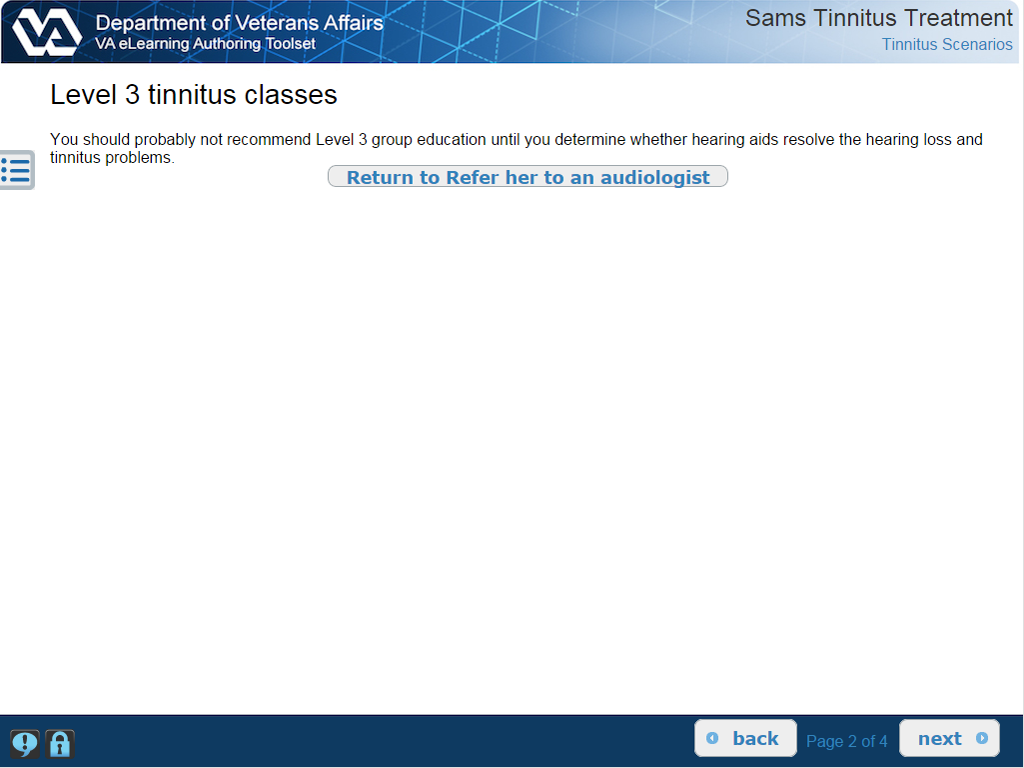 VA
Department of Veterans Affairs
VA eLearning Authoring Toolset
Sams Tinnitus Treatment
Tinnitus Scenarios
Level 3 tinnitus classes
You should probably not recommend Level 3 group education until you determine whether hearing aids resolve the hearing loss and
tinnitus problems.
Return to Refer her to an audiologist
back
Page 2 of 4
next